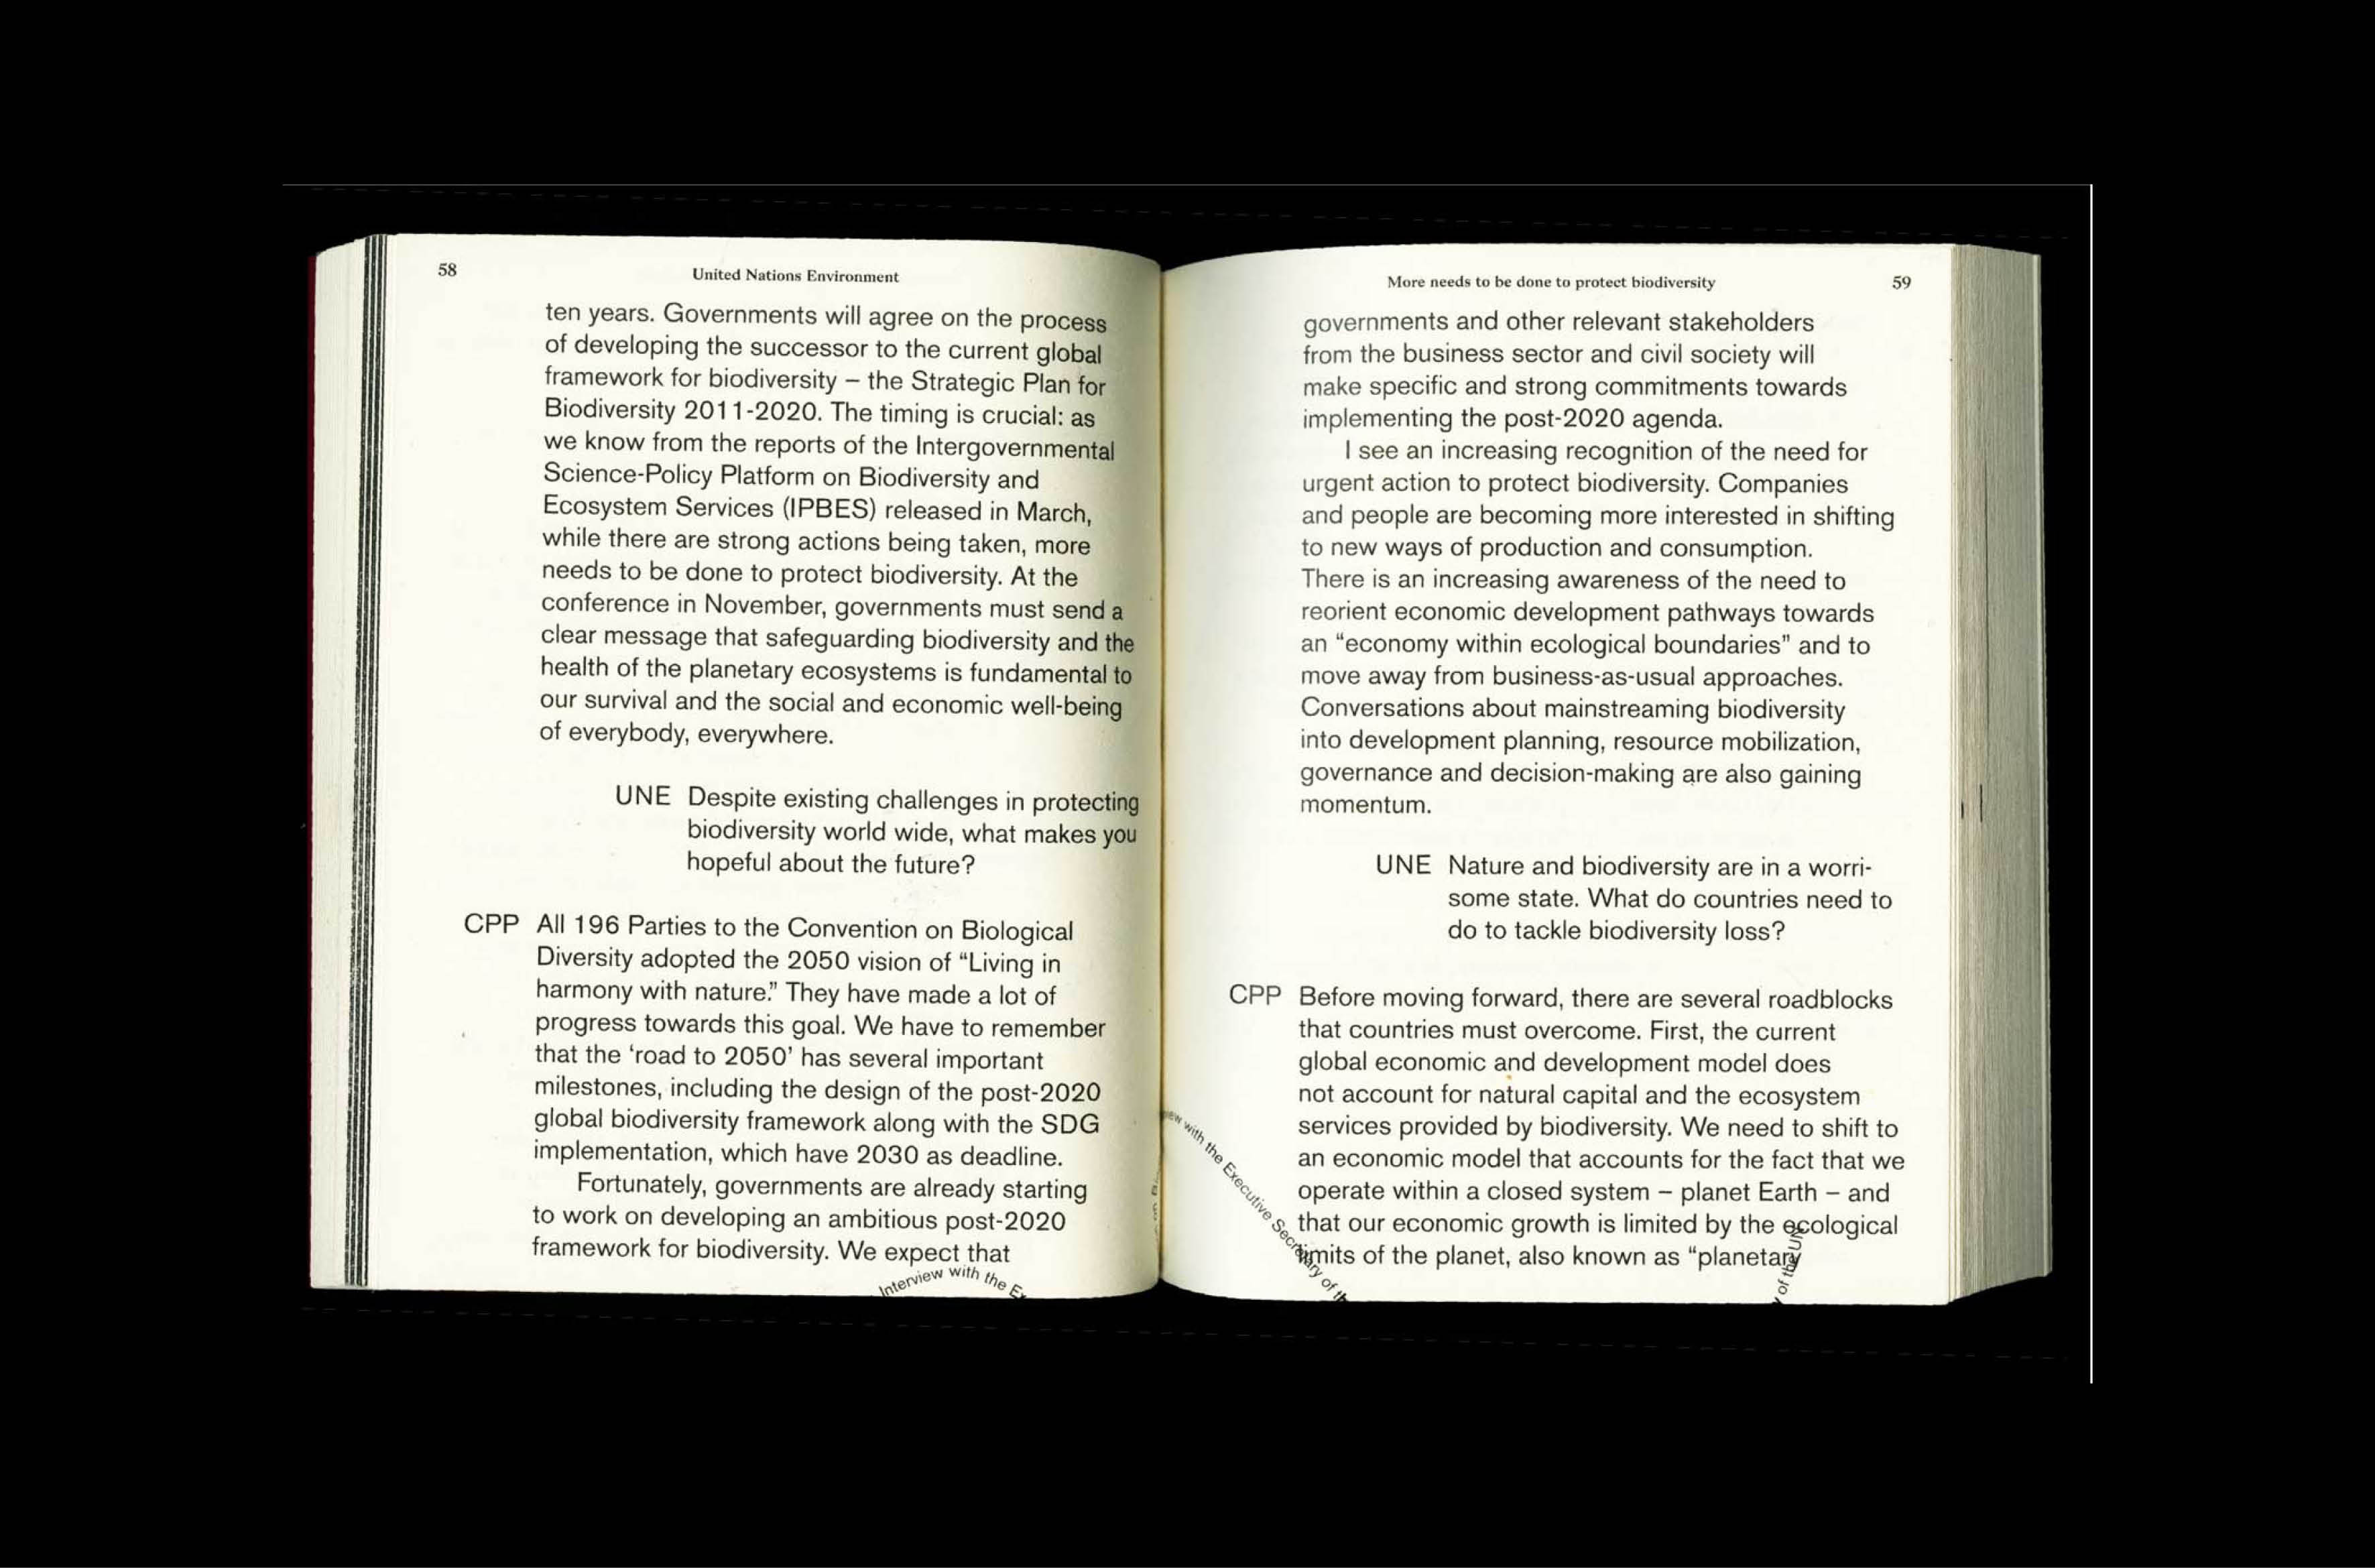 58
United Nations Environment
ten years. Governments will agree on the process
of developing the successor to the current global
framework for biodiversity – the Strategic Plan for
Biodiversity 2011-2020. The timing is crucial: as
we know from the reports of the Intergovernmental
Science-Policy Platform on Biodiversity and
Ecosystem Services (IPBES) released in March,
while there are strong actions being taken, more
needs to be done to protect biodiversity. At the
conference in November, governments must send a
clear message that safeguarding biodiversity and the
health of the planetary ecosystems is fundamental to
our survival and the social and economic well-being
of everybody, everywhere.
UNE Despite existing challenges in protecting
biodiversity world wide, what makes you
hopeful about the future?
CPP All 196 Parties to the Convention on Biological
Diversity adopted the 2050 vision of “Living in
harmony with nature.” They have made a lot of
progress towards this goal. We have to remember
that the ‘road to 2050’ has several important
milestones, including the design of the post-2020
global biodiversity framework along with the SDG
implementation, which have 2030 as deadline.
Fortunately, governments are already starting
to work on developing an ambitious post-2020
framework for biodiversity. We expect that
Interview with the
More needs to be done to protect biodiversity
59
governments and other relevant stakeholders
from the business sector and civil society will
make specific and strong commitments towards
implementing the post-2020 agenda.
I see an increasing recognition of the need for
urgent action to protect biodiversity. Companies
and people are becoming more interested in shifting
to new ways of production and consumption.
There is an increasing awareness of the need to
reorient economic development pathways towards
an “economy within ecological boundaries” and to
move away from business-as-usual approaches.
Conversations about mainstreaming biodiversity
into development planning, resource mobilization,
governance and decision-making are also gaining
momentum.
UNE Nature and biodiversity are in a worri-
some state. What do countries need to
do to tackle biodiversity loss?
CPP Before moving forward, there are several roadblocks
that countries must overcome. First, the current
global economic and development model does
not account for natural capital and the ecosystem
services provided by biodiversity. We need to shift to
an economic model that accounts for the fact that we
operate within a closed system – planet Earth – and
that our economic growth is limited by the ecological
limits of the planet, also known as “planetary
with the Executive Secretary of
of the UN